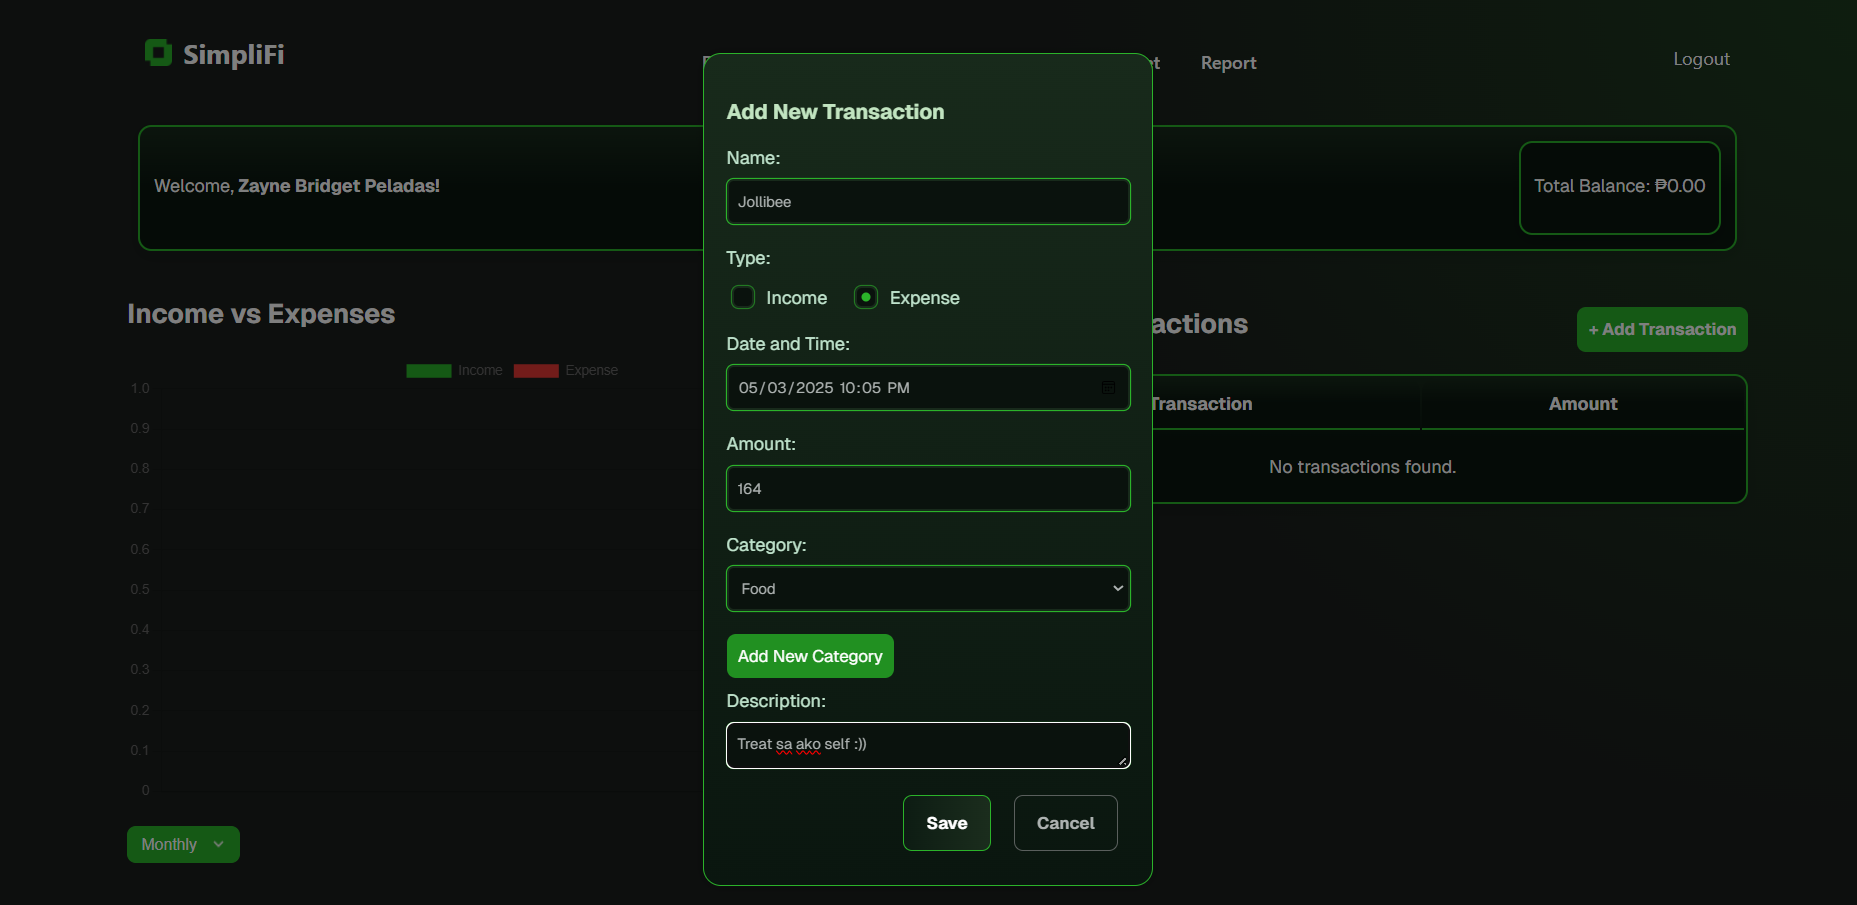 SimpliFi
Report
Logout
Welcome, Zayne Bridget Peladas!
Total Balance: ₱0.00
Income vs Expenses
Income
Expense
1.0
0.9
0.8
0.7
0.6
0.5
0.4
0.3
0.2
0.1
0
Monthly
Add New Transaction
Name:
Jollibee
Type:
Income
Expense
Date and Time:
05/03/2025 10:05 PM
Amount:
164
Category:
Food
Add New Category
Description:
Treat sa ako self :))
Save
Cancel
actions
+ Add Transaction
Transaction
Amount
No transactions found.